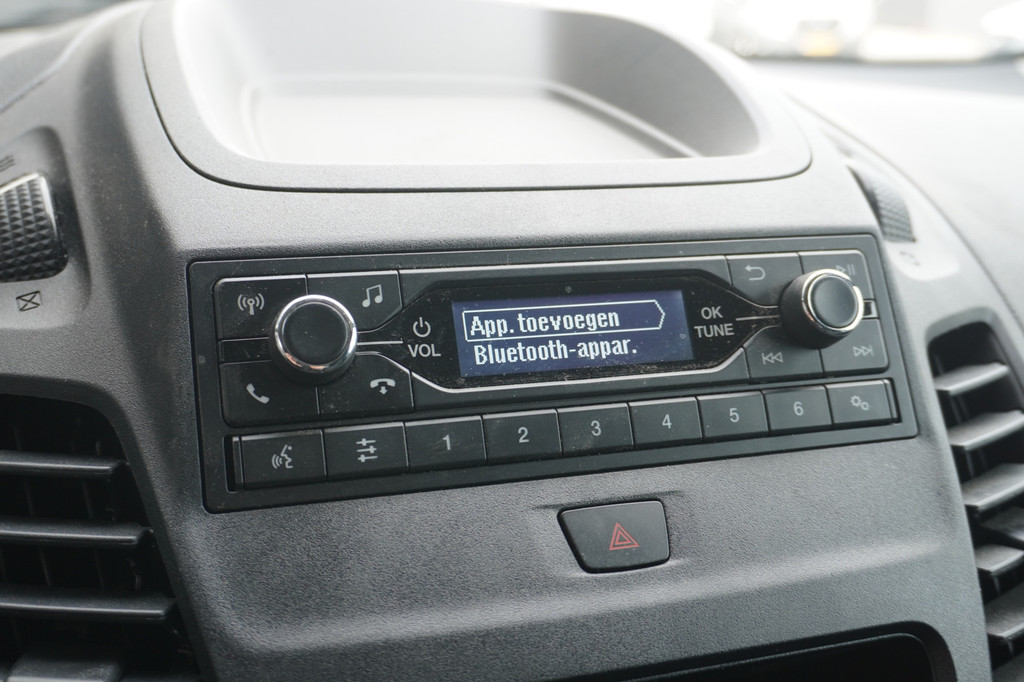 App. toevoegen
Bluetooth-appar.
VOL
OK
TUNE
1 2 3 4 5 6